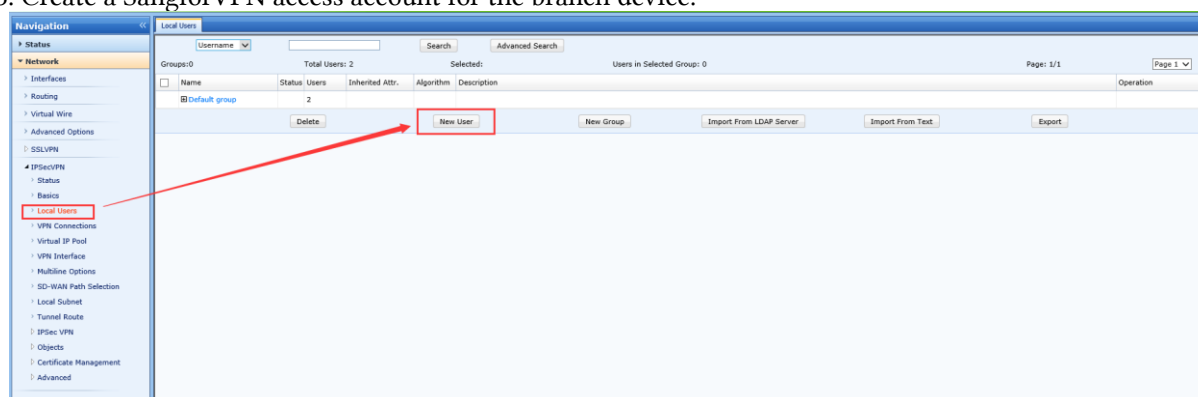 Create a SangforVPN access account for the branch device.
Navigation «
Local Users
Status
Username
Search
Advanced Search
Network
Groups:0
Total Users: 2
Selected:
Users in Selected Group: 0
Page: 1/1
Page 1
Interfaces
Name Status Users Inherited Attr. Algorithm Description Operation
Routing
Default group 2
Virtual Wire
Delete
New User
New Group
Import From LDAP Server
Import From Text
Export
Advanced Options
SSLVPN
IPSecVPN
Status
Basics
Local Users
VPN Connections
Virtual IP Pool
VPN Interface
Multiline Options
SD-WAN Path Selection
Local Subnet
Tunnel Route
IPSec VPN
Objects
Certificate Management
Advanced